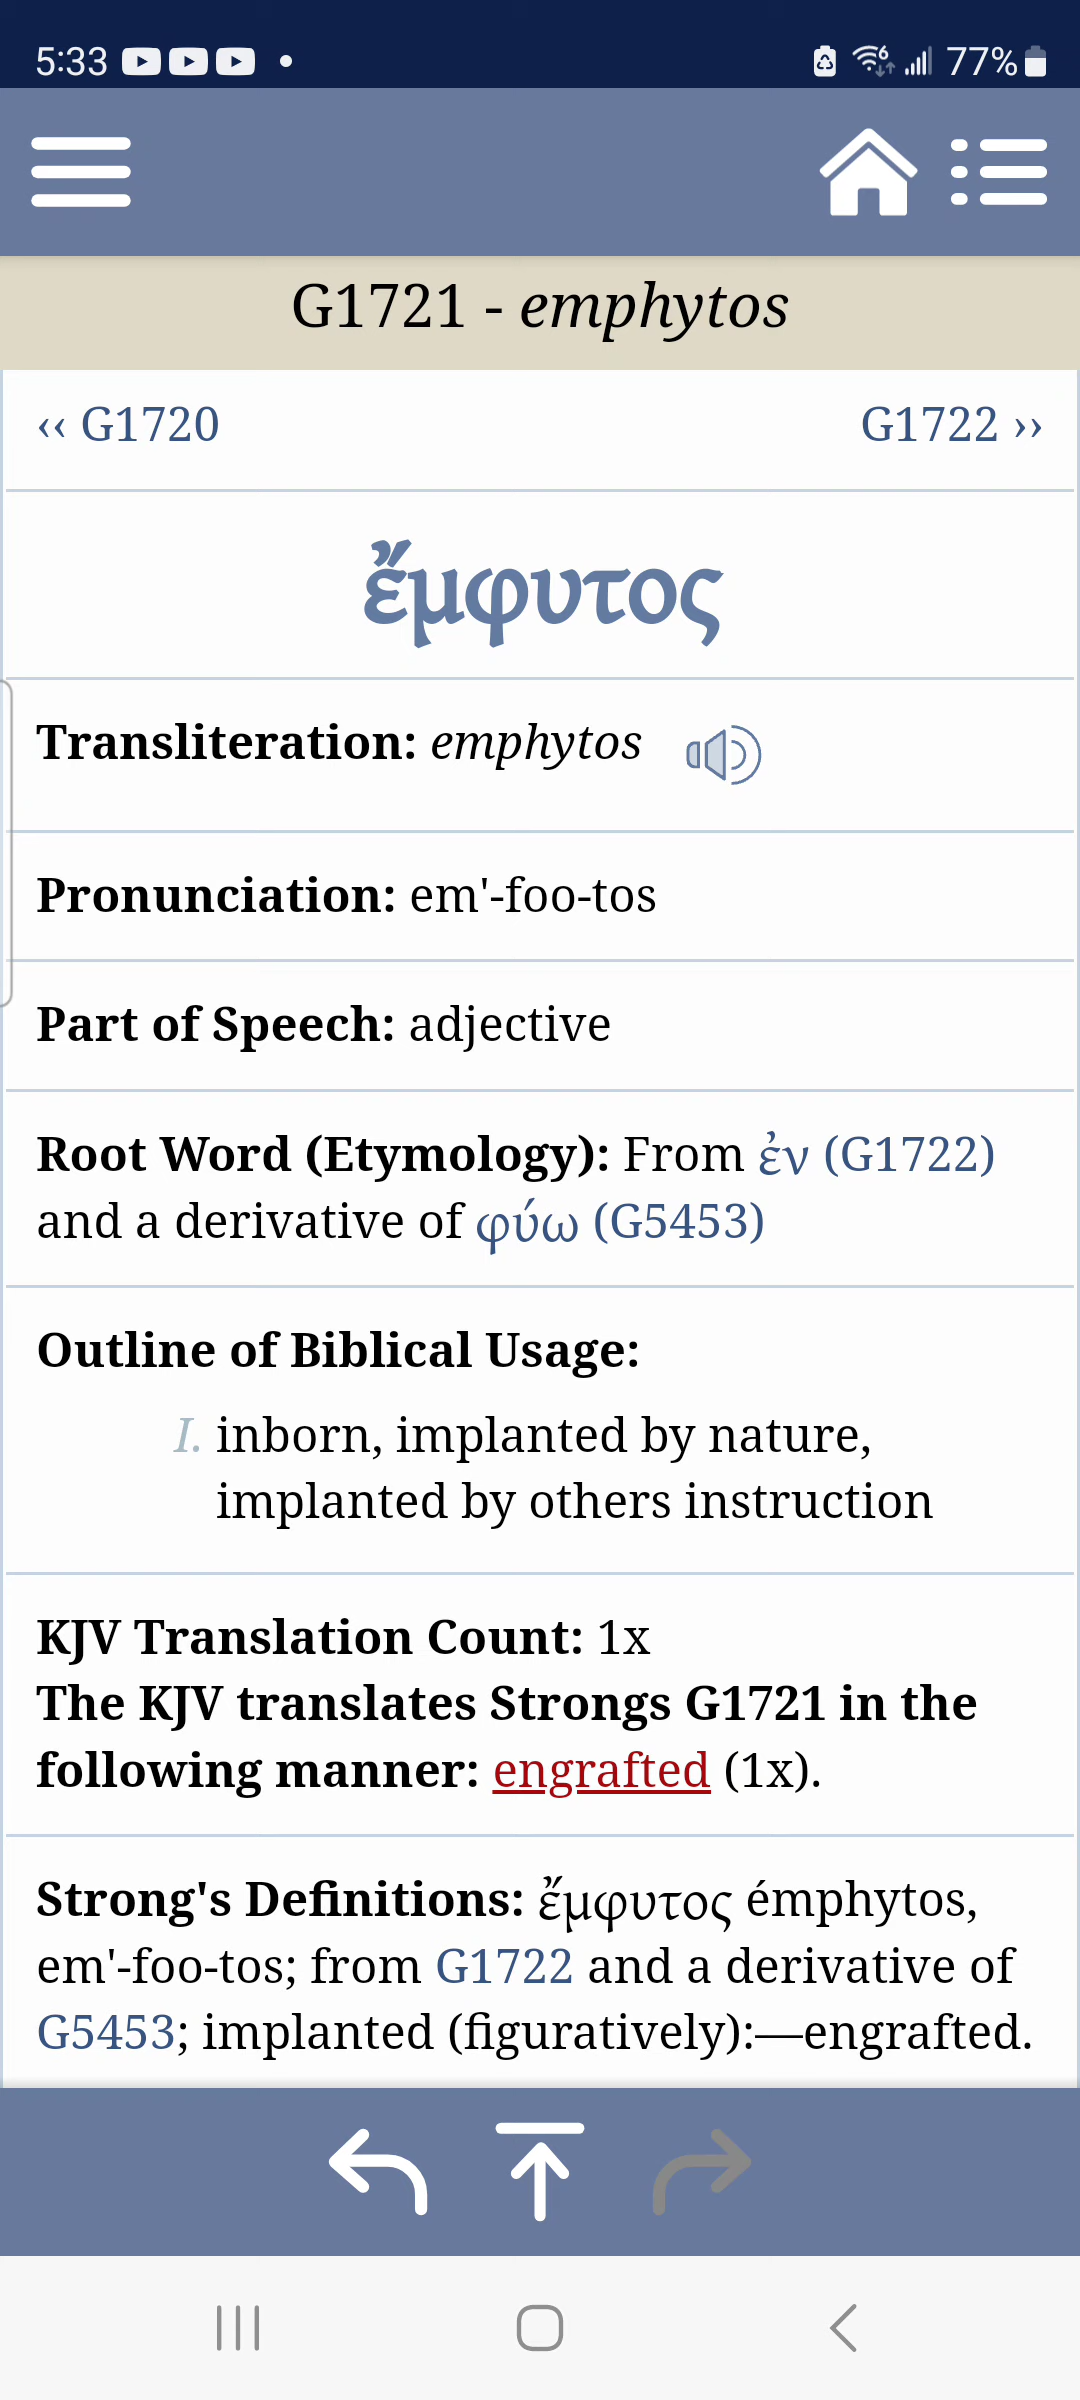 5:33
6
77%
G1721 - emphytos
‹‹ G1720
G1722 ››
ἔμφυτος
Transliteration: emphytos
Pronunciation: em'-foo-tos
Part of Speech: adjective
Root Word (Etymology): From ἐν (G1722)
and a derivative of φύω (G5453)
Outline of Biblical Usage:
I. inborn, implanted by nature,
implanted by others instruction
KJV Translation Count: 1x
The KJV translates Strongs G1721 in the
following manner: engrafted (1x).
Strong's Definitions: ἔμφυτος émphytos,
em'-foo-tos; from G1722 and a derivative of
G5453; implanted (figuratively):—engrafted.